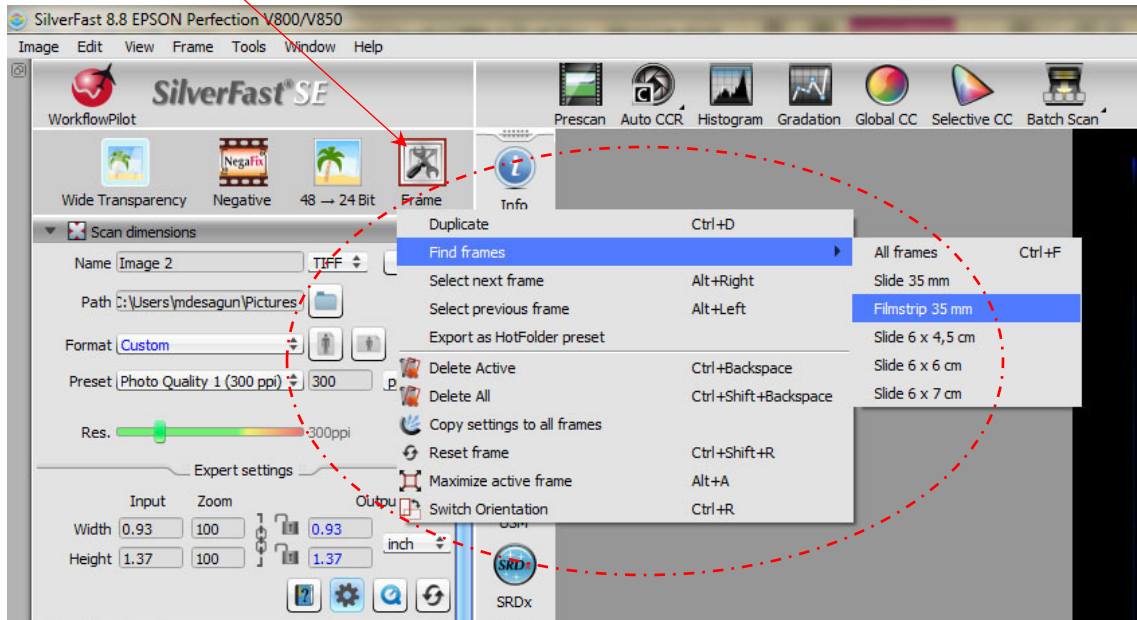 SilverFast 8.8 EPSON Perfection V800/V850
Image Edit View Frame Tools Window Help
SilverFast® SE
WorkflowPilot
Prescan Auto CCR Histogram Gradation Global CC Selective CC Batch Scan
NegaFix
Wide Transparency Negative 48 → 24 Bit Frame
Info
Scan dimensions
Name Image 2 TIFF
Path C:\Users\mdesagun\Pictures
Format Custom
Preset Photo Quality 1 (300 ppi) 300 p
Res. 300ppi
Expert settings
Input Zoom Outpu
Width 0.93 100 0.93
inch
Height 1.37 100 1.37
Duplicate Ctrl+D
Find frames
Select next frame Alt+Right
Select previous frame Alt+Left
Export as HotFolder preset
Delete Active Ctrl+Backspace
Delete All Ctrl+Shift+Backspace
Copy settings to all frames
Reset frame Ctrl+Shift+R
Maximize active frame Alt+A
Switch Orientation Ctrl+R
All frames Ctrl+F
Slide 35 mm
Filmstrip 35 mm
Slide 6 x 4,5 cm
Slide 6 x 6 cm
Slide 6 x 7 cm
USM
SRDx
SRDx